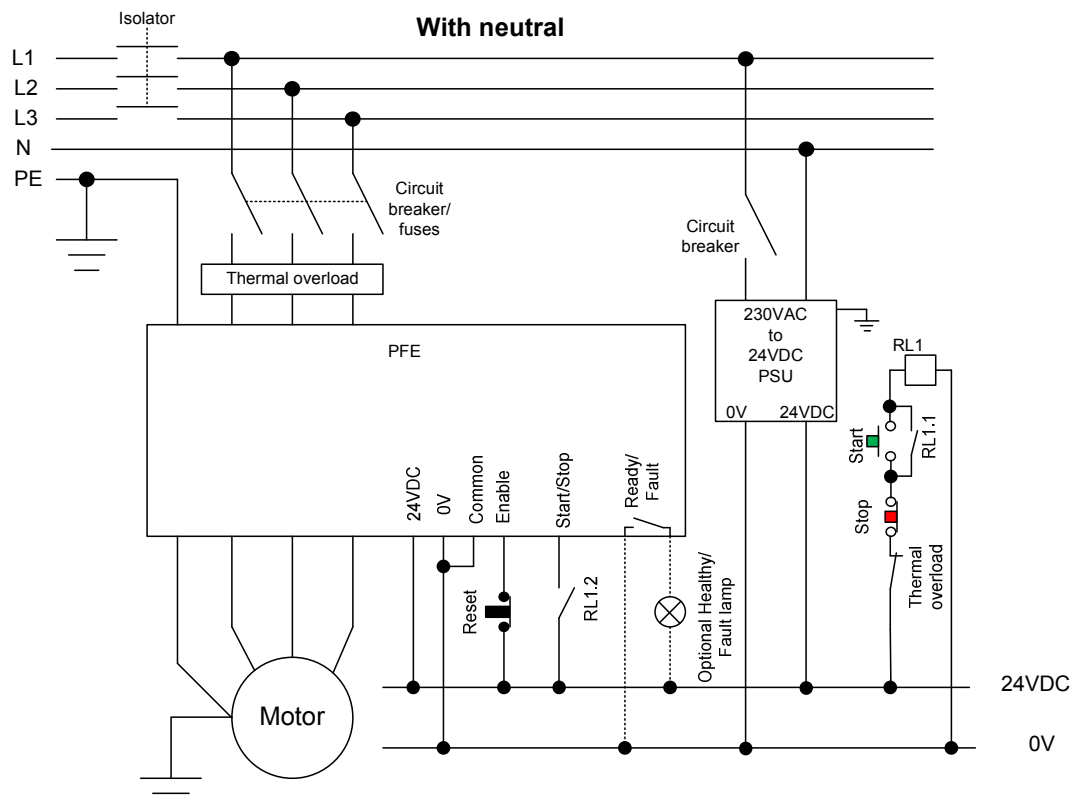 Isolator
With neutral
L1
L2
L3
N
PE
Circuit
breaker/
fuses
Circuit
breaker
Thermal overload
PFE
230VAC
to
24VDC
PSU
0V
24VDC
RL1
Start
RL1.1
Stop
Thermal
overload
24VDC
0V
Common
Enable
Start/Stop
Ready/
Fault
Reset
RL1.2
Optional Healthy/
Fault lamp
Motor
24VDC
0V